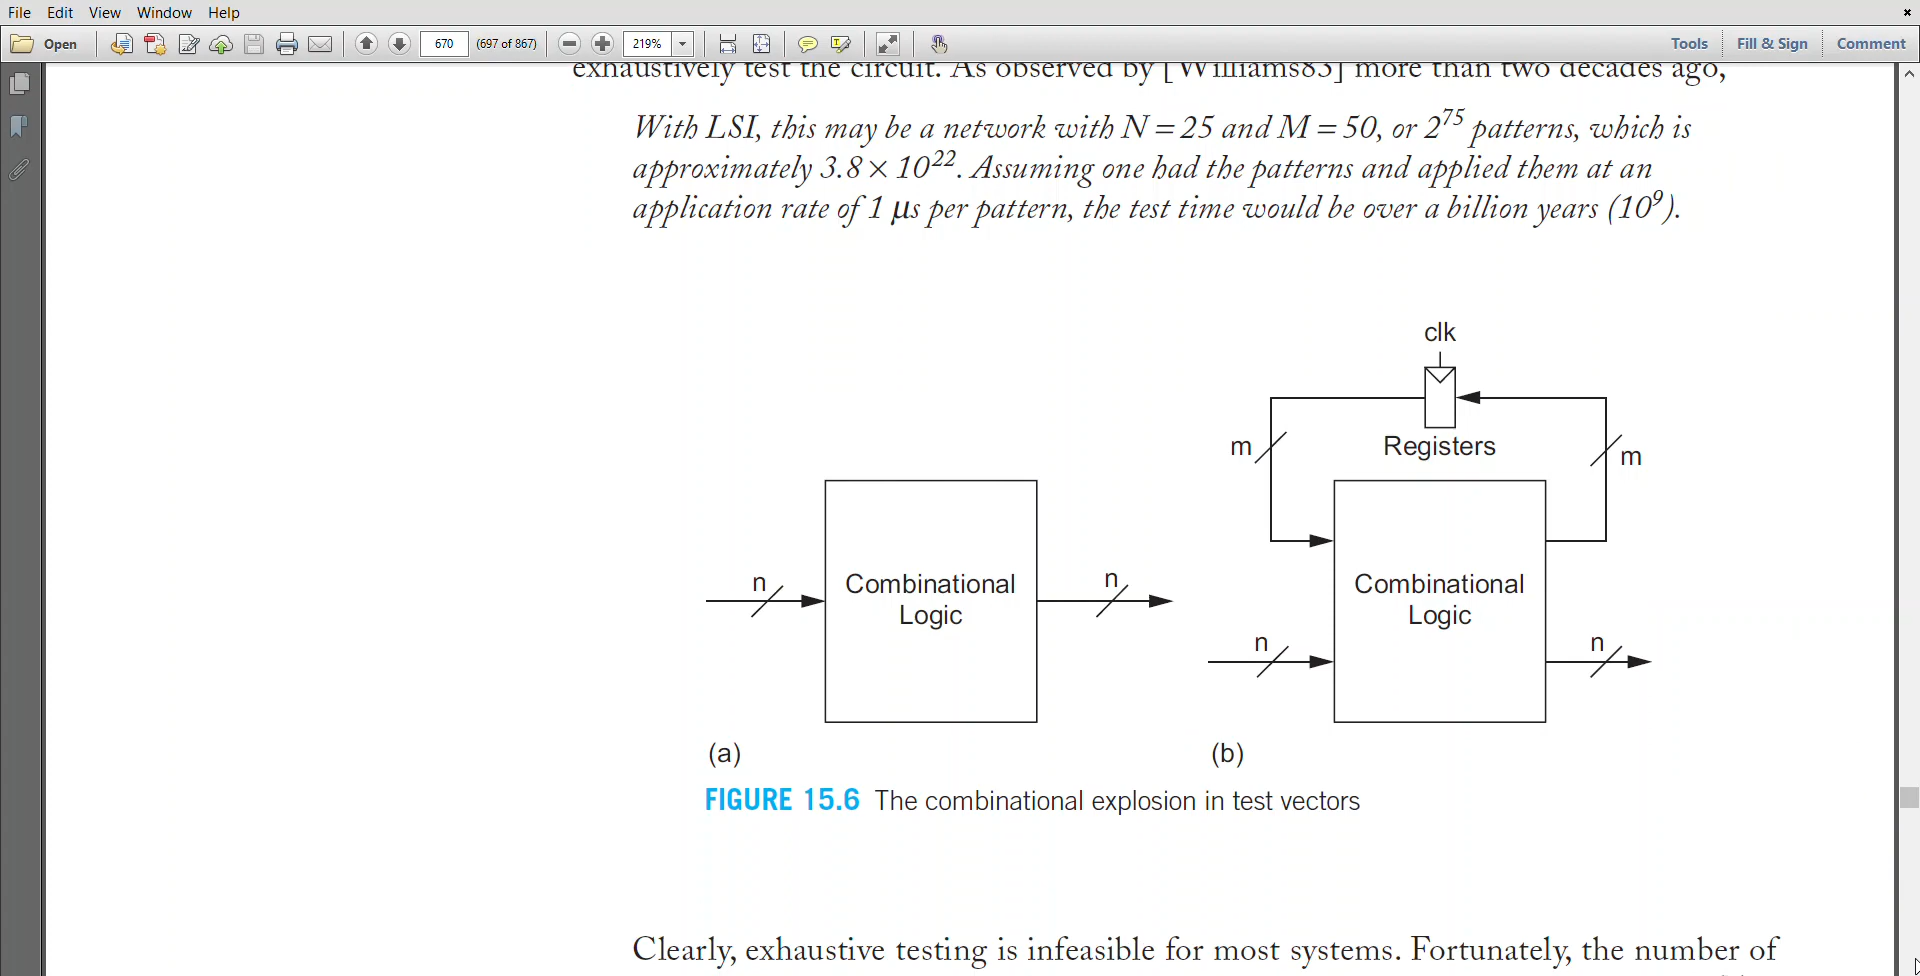 File Edit View Window Help
Open 670 (697 of 867) 219% Tools Fill & Sign Comment
exhaustively test the circuit. As observed by [Williams83] more than two decades ago,
With LSI, this may be a network with N = 25 and M = 50, or 2^75 patterns, which is
approximately 3.8 × 10^22. Assuming one had the patterns and applied them at an
application rate of 1 μs per pattern, the test time would be over a billion years (10^9).
clk
m Registers m
n Combinational Logic n
n Combinational Logic n
(a) (b)
FIGURE 15.6 The combinational explosion in test vectors
Clearly, exhaustive testing is infeasible for most systems. Fortunately, the number of